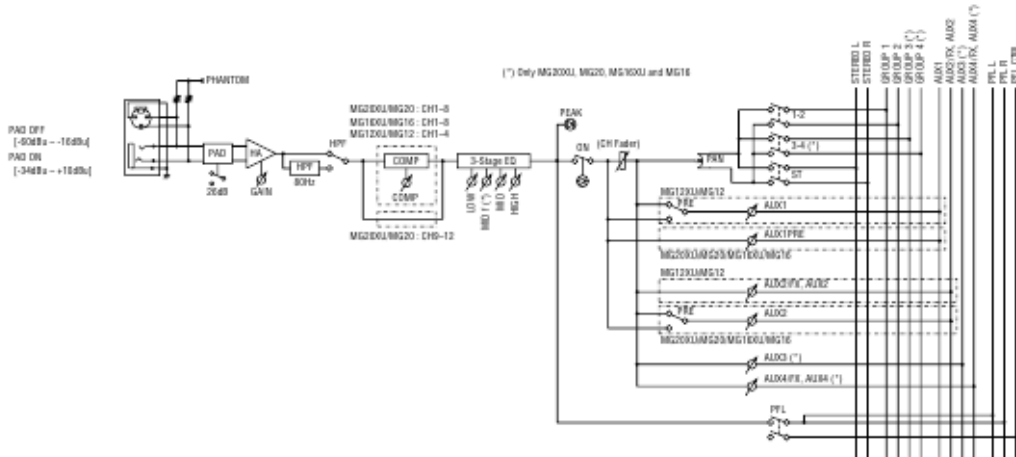 (*) Only MG20XU, MG20, MG16XU and MG16
STEREO L
STEREO R
GROUP 1
GROUP 2
GROUP 3 (*)
GROUP 4 (*)
AUX1
AUX2/FX, AUX2
AUX3 (*)
AUX4/FX, AUX4 (*)
PFL L
PFL R
PFL CTRL
PHANTOM
PAD OFF
[-60dBu ~ -16dBu]
PAD ON
[-34dBu ~ +10dBu]
PAD
26dB
HA
GAIN
HPF
80Hz
HPF
MG20XU/MG20 : CH1-8
MG16XU/MG16 : CH1-8
MG12XU/MG12 : CH1-4
COMP
COMP
MG20XU/MG20 : CH9-12
3-Stage EQ
LOW
MID f (*)
MID
HIGH
PEAK
ON
(CH Fader)
PAN
1-2
3-4 (*)
ST
MG12XU/MG12
PRE
AUX1
AUX1PRE
MG20XU/MG20/MG16XU/MG16
MG12XU/MG12
AUX2/FX, AUX2
PRE
AUX2
MG20XU/MG20/MG16XU/MG16
AUX3 (*)
AUX4/FX, AUX4 (*)
PFL